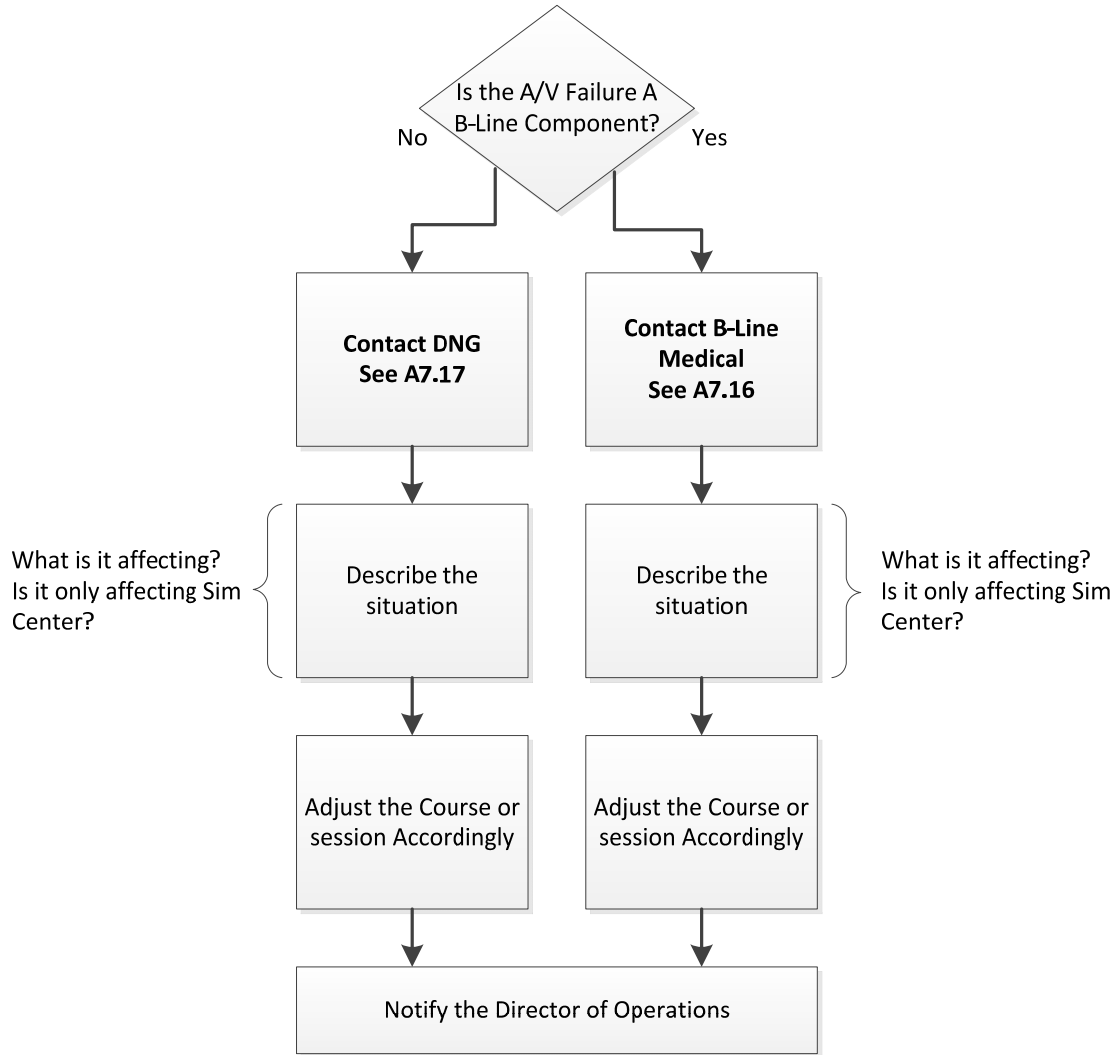 Is the A/V Failure A
B-Line Component?
No
Yes
Contact DNG
See A7.17
Contact B-Line
Medical
See A7.16
What is it affecting?
Is it only affecting Sim
Center?
Describe the
situation
Describe the
situation
What is it affecting?
Is it only affecting Sim
Center?
Adjust the Course or
session Accordingly
Adjust the Course or
session Accordingly
Notify the Director of Operations